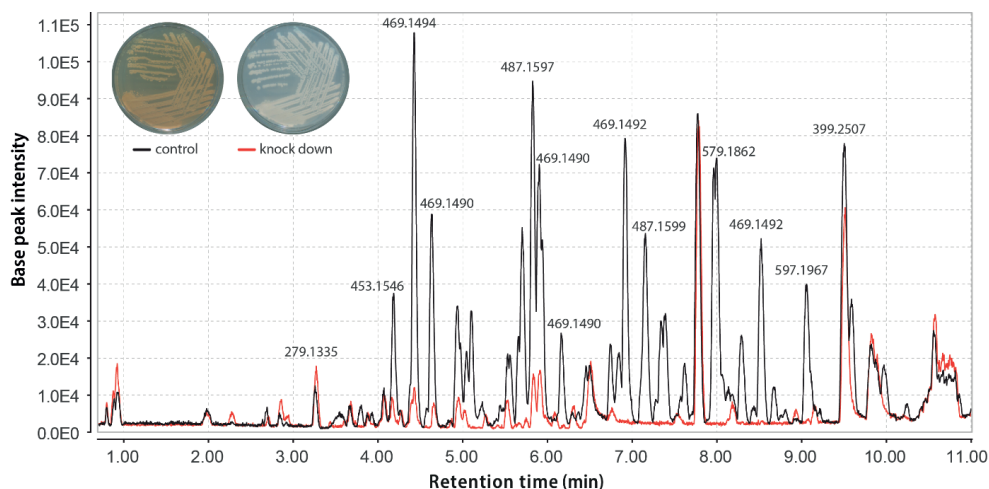 Base peak intensity
1.1E5
1.0E5
9.0E4
8.0E4
7.0E4
6.0E4
5.0E4
4.0E4
3.0E4
2.0E4
1.0E4
0.0E0
control
knock down
469.1494
487.1597
469.1492
469.1490
579.1862
399.2507
469.1490
487.1599
469.1492
597.1967
453.1546
469.1490
279.1335
1.00 2.00 3.00 4.00 5.00 6.00 7.00 8.00 9.00 10.00 11.00
Retention time (min)